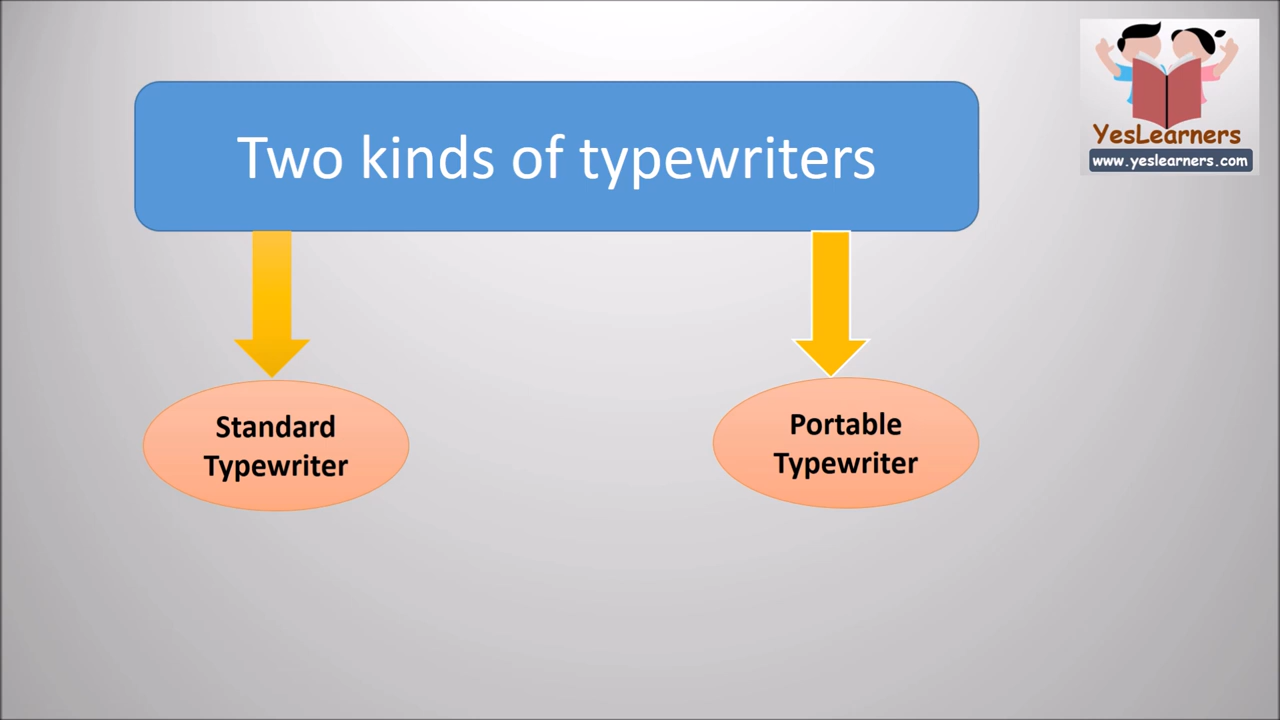 Two kinds of typewriters
YesLearners
www.yeslearners.com
Standard
Typewriter
Portable
Typewriter